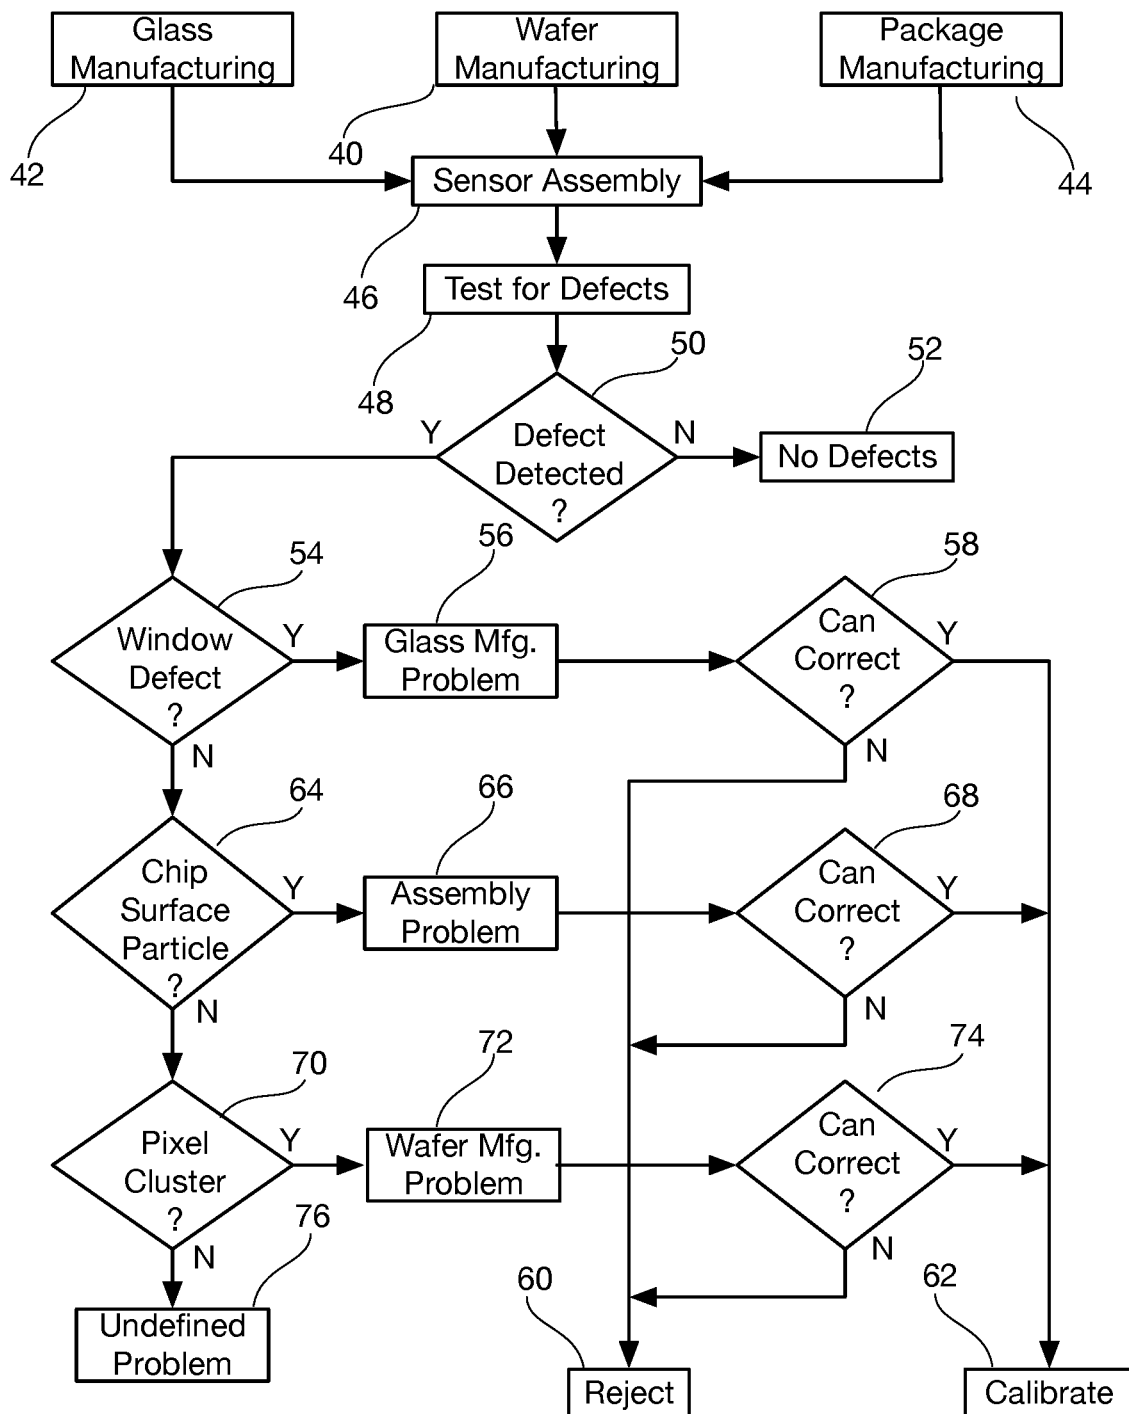 Glass
Manufacturing
Wafer
Manufacturing
Package
Manufacturing
42
40
44
Sensor Assembly
46
Test for Defects
48
50
52
Y
Defect
Detected
?
N
No Defects
54
56
58
Window
Defect
?
Y
Glass Mfg.
Problem
Can
Correct
?
Y
N
N
64
66
68
Chip
Surface
Particle
?
Y
Assembly
Problem
Can
Correct
?
Y
N
N
70
72
74
Pixel
Cluster
?
Y
Wafer Mfg.
Problem
Can
Correct
?
Y
N
N
76
60
62
Undefined
Problem
Reject
Calibrate